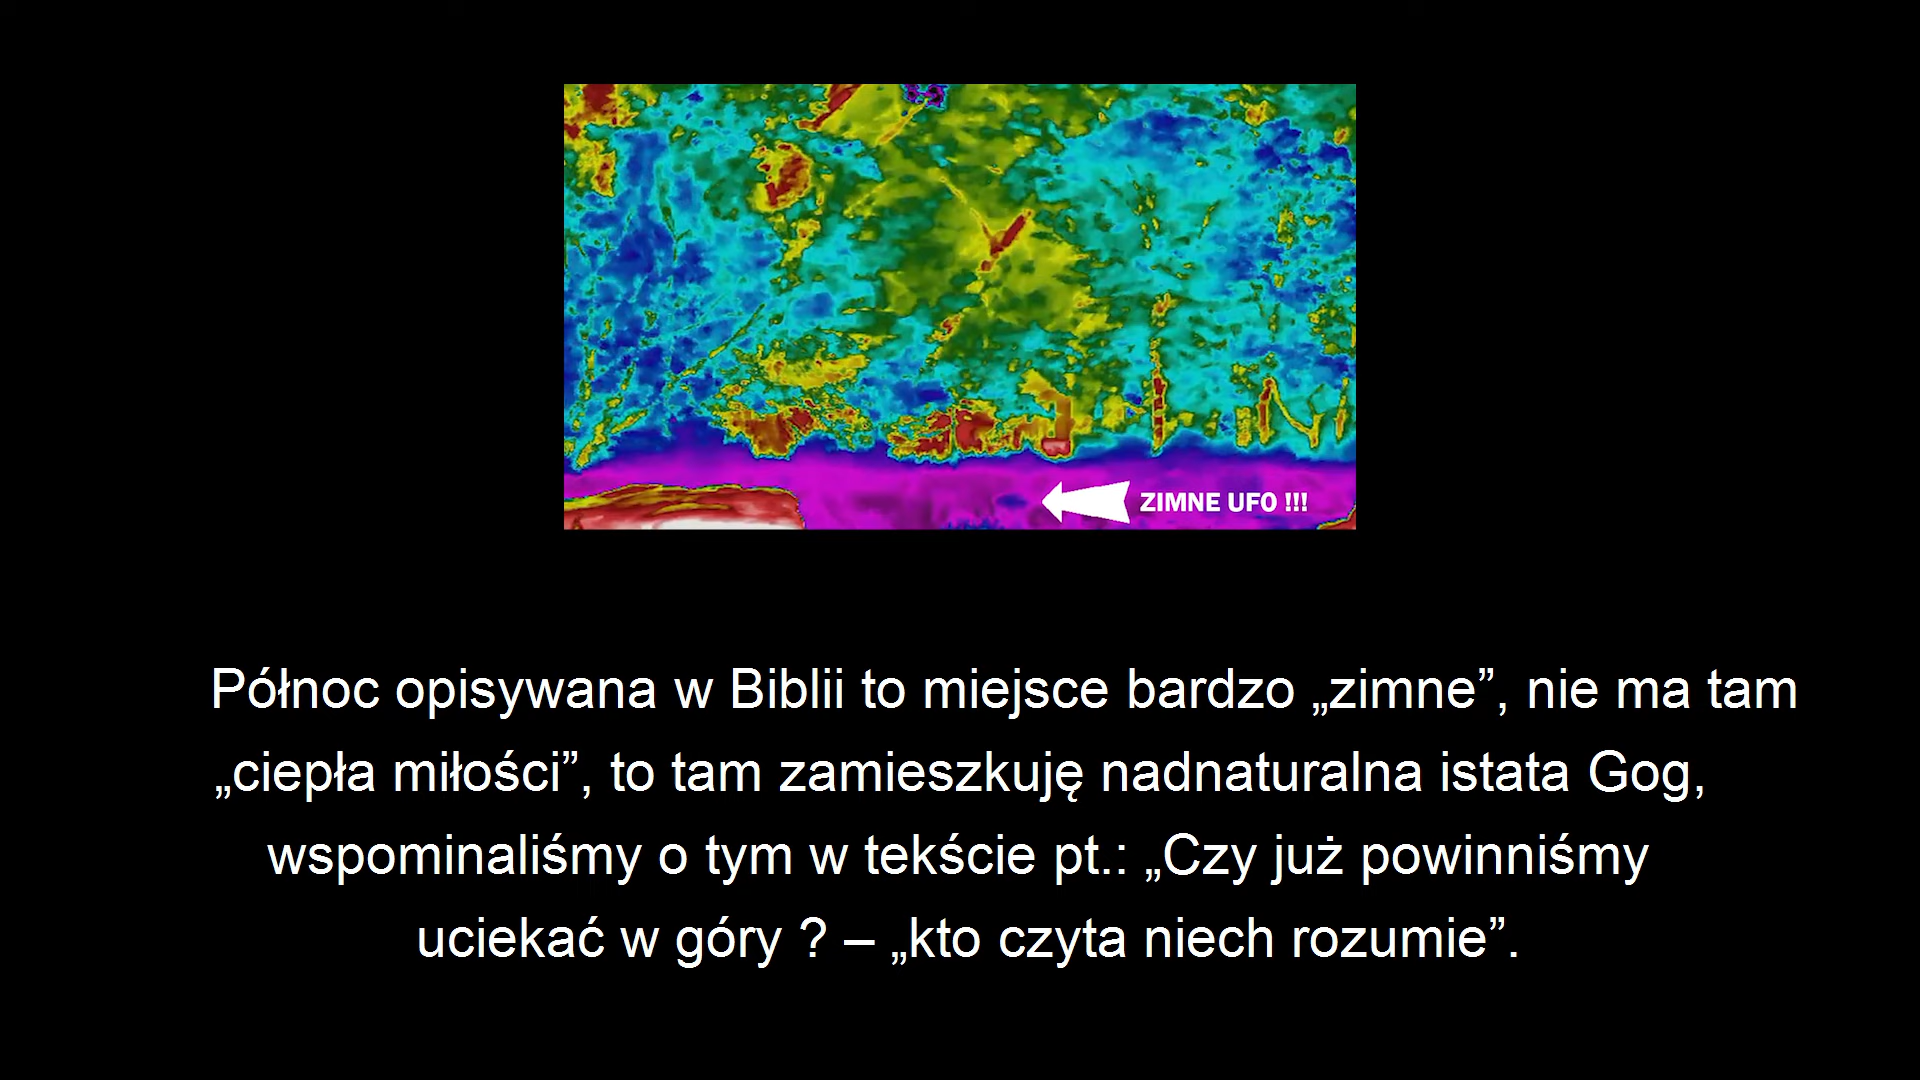 ZIMNE UFO !!!
Północ opisywana w Biblii to miejsce bardzo „zimne”, nie ma tam
„ciepła miłości”, to tam zamieszkuję nadnaturalna istata Gog,
wspominaliśmy o tym w tekście pt.: „Czy już powinniśmy
uciekać w góry ? – „kto czyta niech rozumie”.